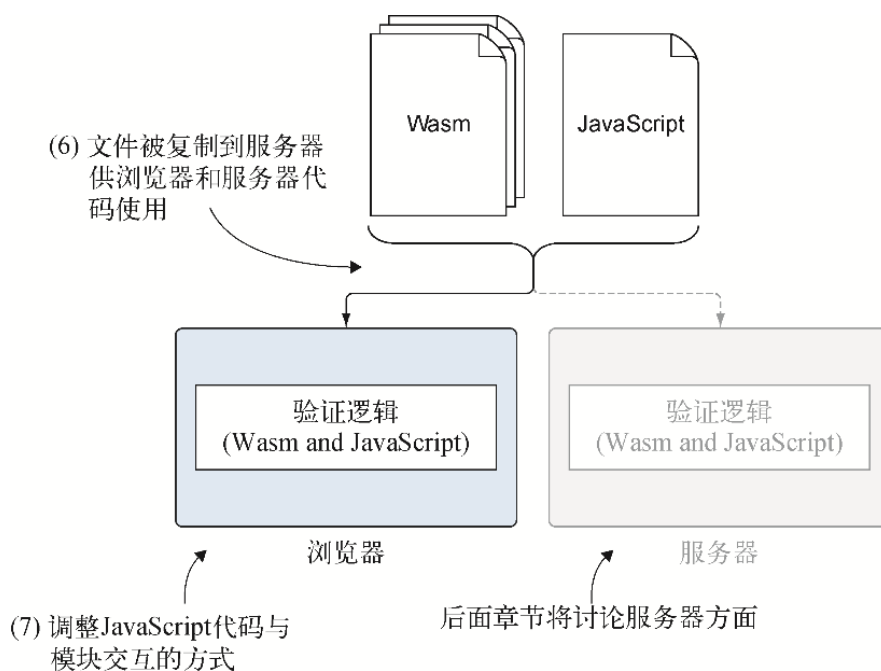 Wasm
JavaScript
(6) 文件被复制到服务器
供浏览器和服务器代
码使用
验证逻辑
(Wasm and JavaScript)
验证逻辑
(Wasm and JavaScript)
浏览器
服务器
(7) 调整JavaScript代码与
模块交互的方式
后面章节将讨论服务器方面